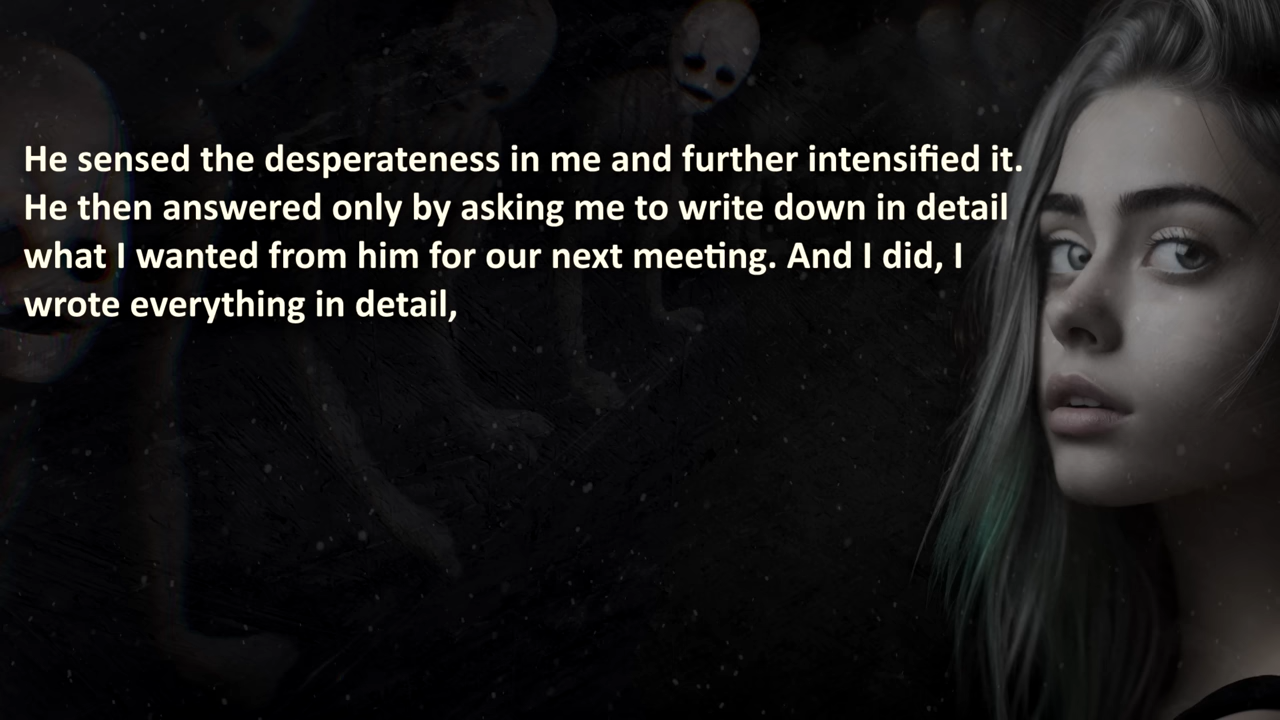 He sensed the desperateness in me and further intensified it.
He then answered only by asking me to write down in detail
what I wanted from him for our next meeting. And I did, I
wrote everything in detail,